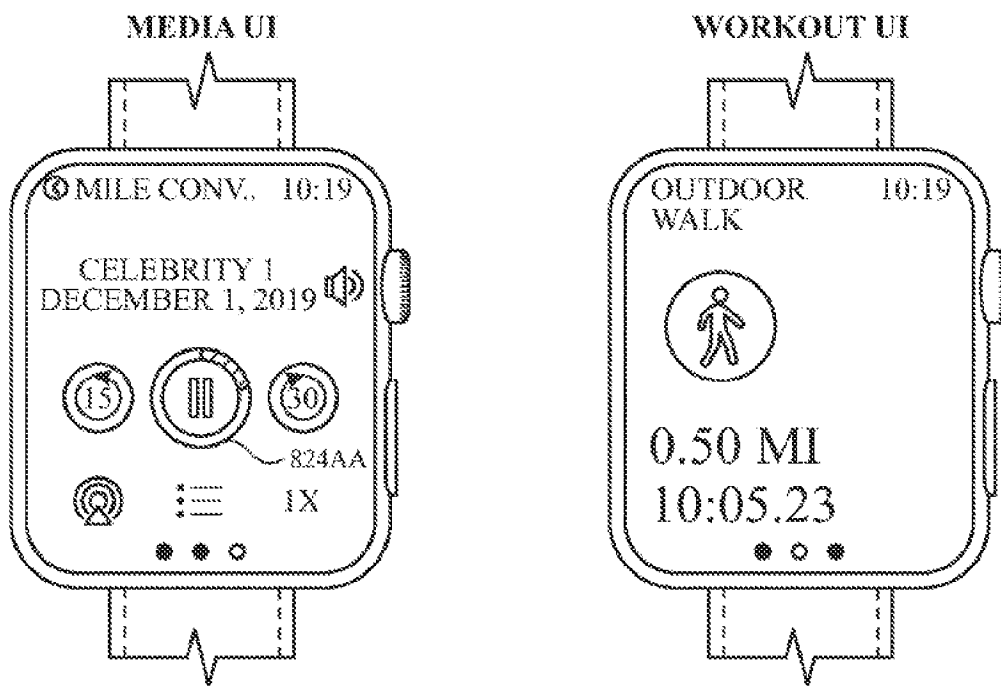 MEDIA UI
MILE CONV.. 10:19
CELEBRITY 1
DECEMBER 1, 2019
15
30
824AA
1X
WORKOUT UI
OUTDOOR 10:19
WALK
0.50 MI
10:05.23